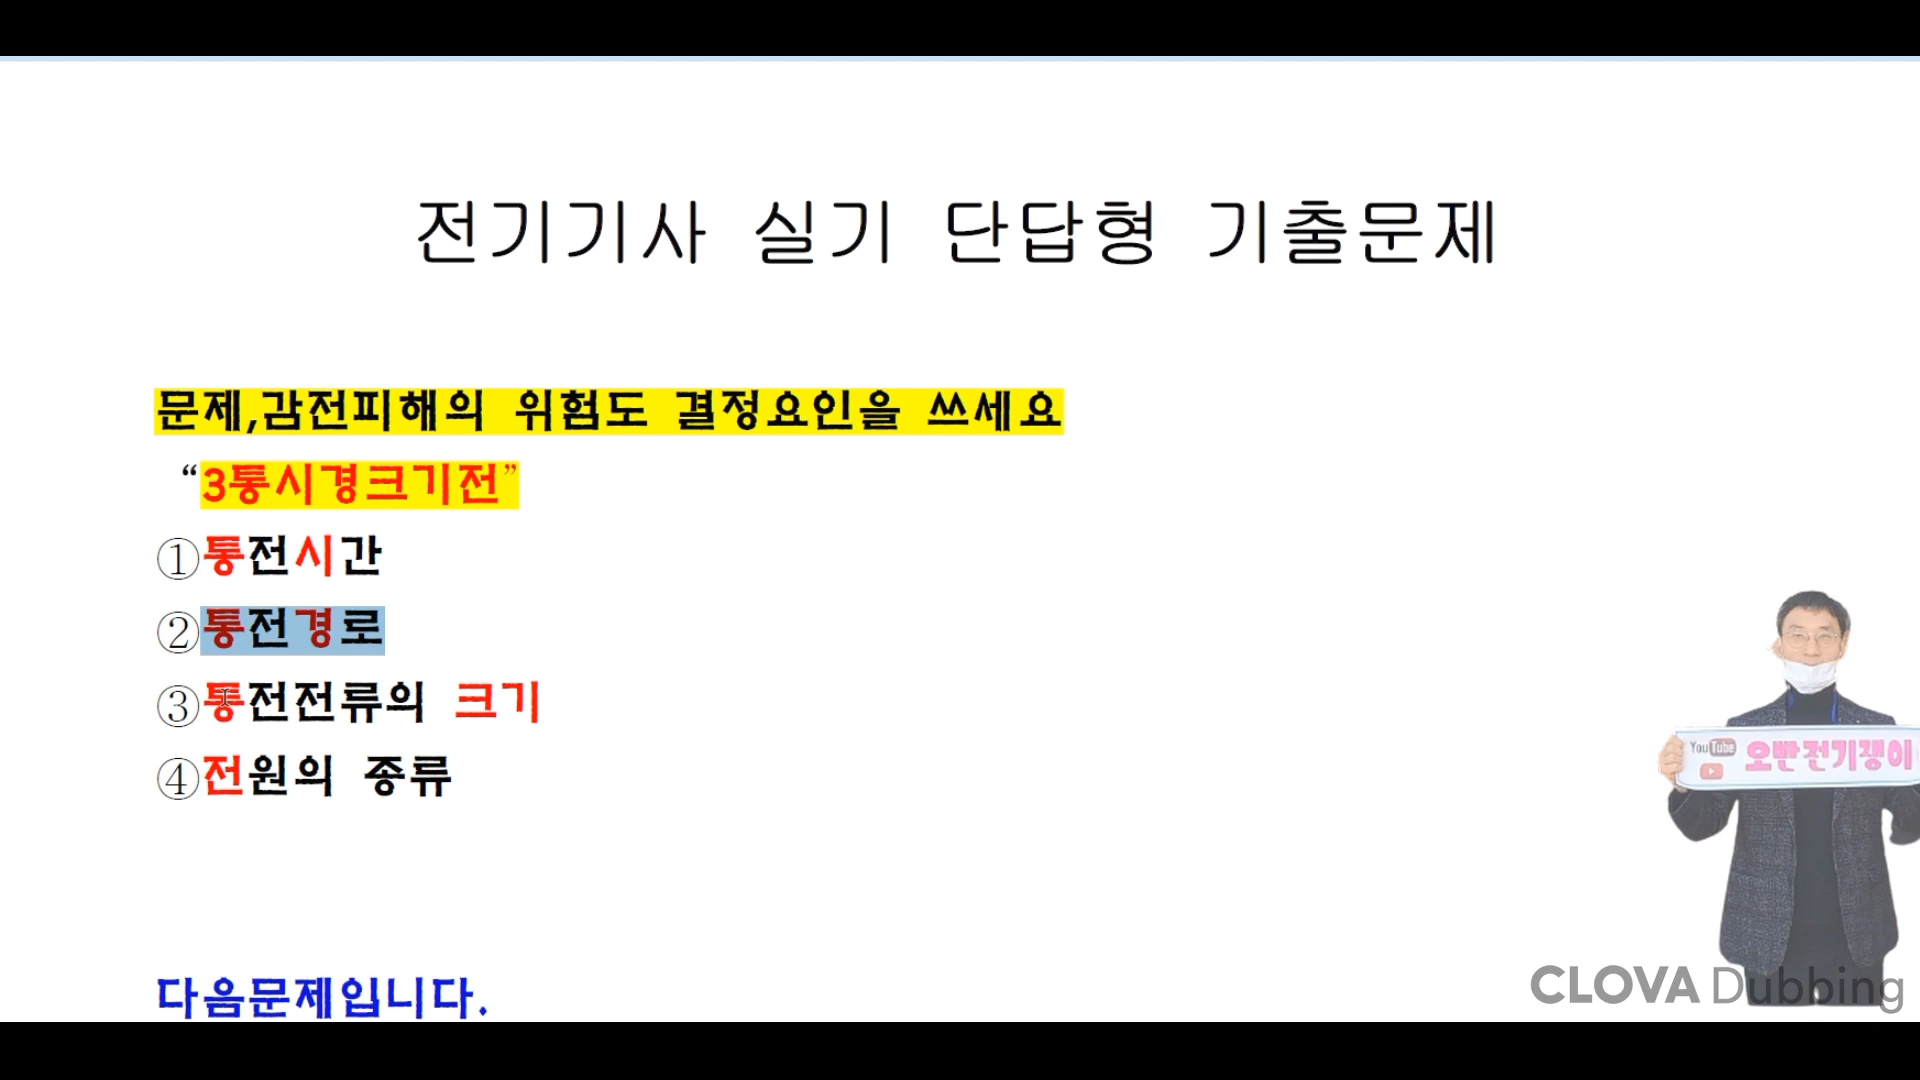 전기기사 실기 단답형 기출문제
문제,감전피해의 위험도 결정요인을 쓰세요
“3통시경크기전”
①통전시간
②통전경로
③통전전류의 크기
④전원의 종류
YouTube 오빤전기쟁이
다음문제입니다.
CLOVA Dubbing